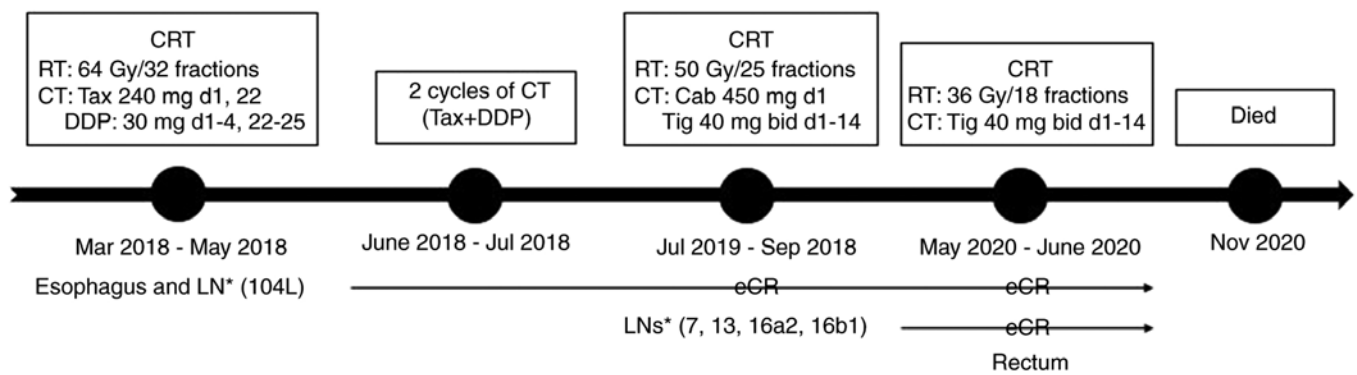 CRT
RT: 64 Gy/32 fractions
CT: Tax 240 mg d1, 22
DDP: 30 mg d1-4, 22-25
2 cycles of CT
(Tax+DDP)
CRT
RT: 50 Gy/25 fractions
CT: Cab 450 mg d1
Tig 40 mg bid d1-14
CRT
RT: 36 Gy/18 fractions
CT: Tig 40 mg bid d1-14
Died
Mar 2018 - May 2018
June 2018 - Jul 2018
Jul 2019 - Sep 2018
May 2020 - June 2020
Nov 2020
Esophagus and LN* (104L)
eCR
eCR
LNs* (7, 13, 16a2, 16b1)
eCR
Rectum